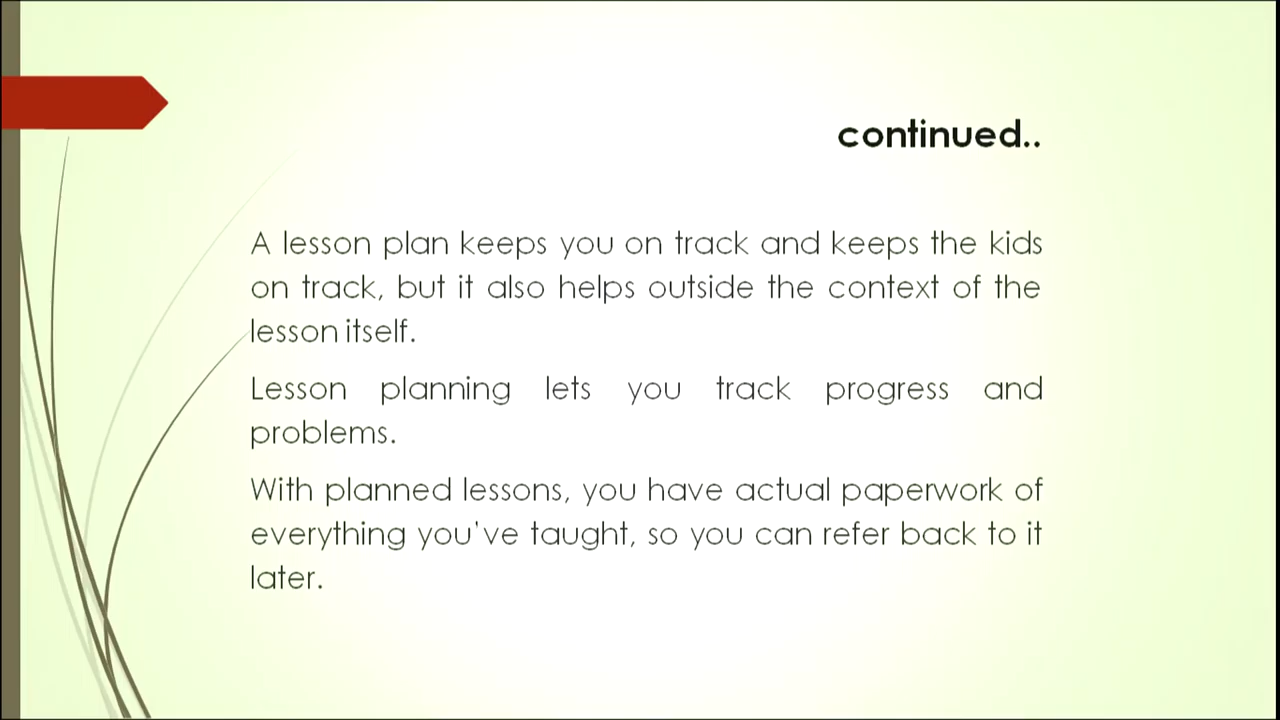 continued..
A lesson plan keeps you on track and keeps the kids
on track, but it also helps outside the context of the
lesson itself.
Lesson planning lets you track progress and
problems.
With planned lessons, you have actual paperwork of
everything you've taught, so you can refer back to it
later.